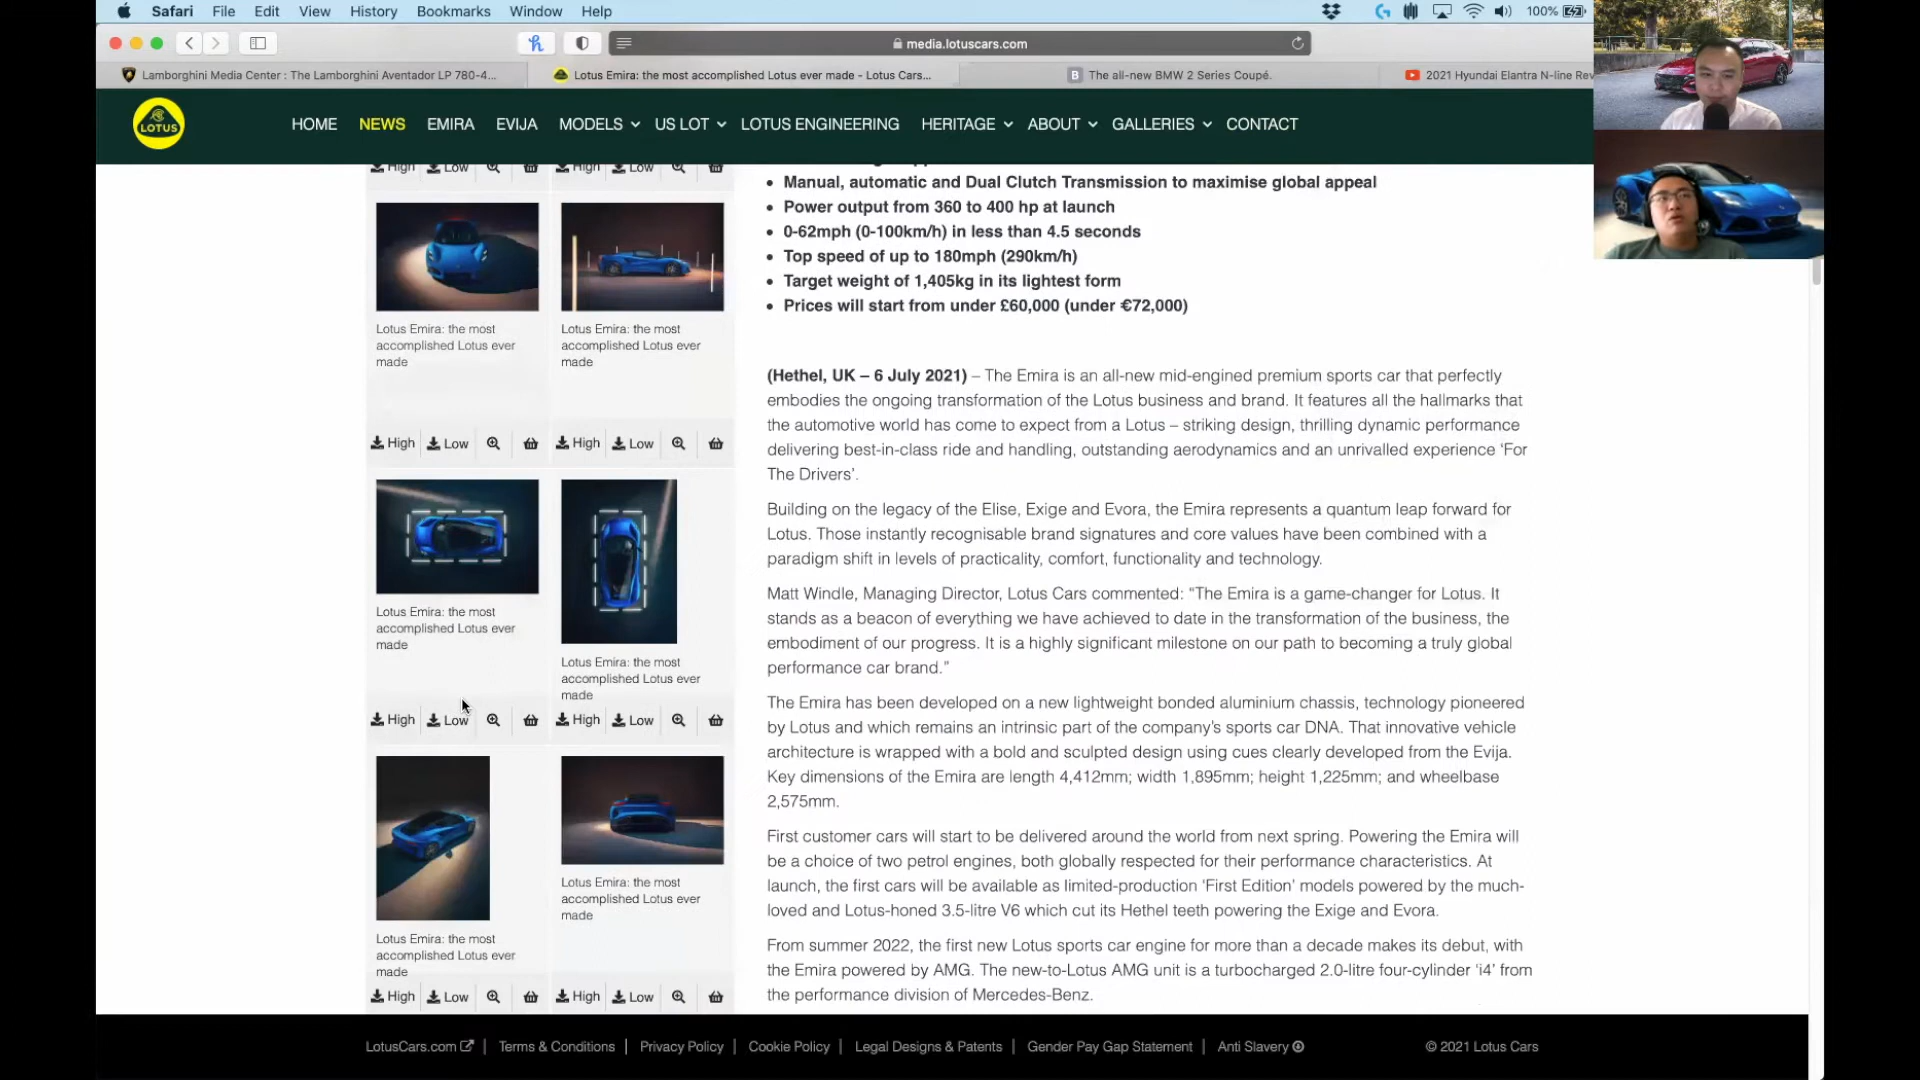 Safari File Edit View History Bookmarks Window Help 100%
media.lotuscars.com
Lamborghini Media Center : The Lamborghini Aventador LP 780-4...
Lotus Emira: the most accomplished Lotus ever made - Lotus Cars...
B The all-new BMW 2 Series Coupé.
2021 Hyundai Elantra N-line Rev
LOTUS
HOME NEWS EMIRA EVIJA MODELS US LOT LOTUS ENGINEERING HERITAGE ABOUT GALLERIES CONTACT
High Low High Low
Lotus Emira: the most
accomplished Lotus ever
made
Lotus Emira: the most
accomplished Lotus ever
made
High Low High Low
Lotus Emira: the most
accomplished Lotus ever
made
Lotus Emira: the most
accomplished Lotus ever
made
High Low High Low
Lotus Emira: the most
accomplished Lotus ever
made
Lotus Emira: the most
accomplished Lotus ever
made
High Low High Low
• Manual, automatic and Dual Clutch Transmission to maximise global appeal
• Power output from 360 to 400 hp at launch
• 0-62mph (0-100km/h) in less than 4.5 seconds
• Top speed of up to 180mph (290km/h)
• Target weight of 1,405kg in its lightest form
• Prices will start from under £60,000 (under €72,000)
(Hethel, UK – 6 July 2021) – The Emira is an all-new mid-engined premium sports car that perfectly
embodies the ongoing transformation of the Lotus business and brand. It features all the hallmarks that
the automotive world has come to expect from a Lotus – striking design, thrilling dynamic performance
delivering best-in-class ride and handling, outstanding aerodynamics and an unrivalled experience ‘For
The Drivers’.
Building on the legacy of the Elise, Exige and Evora, the Emira represents a quantum leap forward for
Lotus. Those instantly recognisable brand signatures and core values have been combined with a
paradigm shift in levels of practicality, comfort, functionality and technology.
Matt Windle, Managing Director, Lotus Cars commented: “The Emira is a game-changer for Lotus. It
stands as a beacon of everything we have achieved to date in the transformation of the business, the
embodiment of our progress. It is a highly significant milestone on our path to becoming a truly global
performance car brand.”
The Emira has been developed on a new lightweight bonded aluminium chassis, technology pioneered
by Lotus and which remains an intrinsic part of the company’s sports car DNA. That innovative vehicle
architecture is wrapped with a bold and sculpted design using cues clearly developed from the Evija.
Key dimensions of the Emira are length 4,412mm; width 1,895mm; height 1,225mm; and wheelbase
2,575mm.
First customer cars will start to be delivered around the world from next spring. Powering the Emira will
be a choice of two petrol engines, both globally respected for their performance characteristics. At
launch, the first cars will be available as limited-production ‘First Edition’ models powered by the much-
loved and Lotus-honed 3.5-litre V6 which cut its Hethel teeth powering the Exige and Evora.
From summer 2022, the first new Lotus sports car engine for more than a decade makes its debut, with
the Emira powered by AMG. The new-to-Lotus AMG unit is a turbocharged 2.0-litre four-cylinder ‘i4’ from
the performance division of Mercedes-Benz.
LotusCars.com | Terms & Conditions | Privacy Policy | Cookie Policy | Legal Designs & Patents | Gender Pay Gap Statement | Anti Slavery © 2021 Lotus Cars